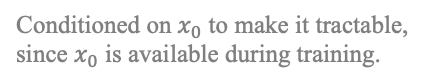 Conditioned on x₀ to make it tractable,
since x₀ is available during training.